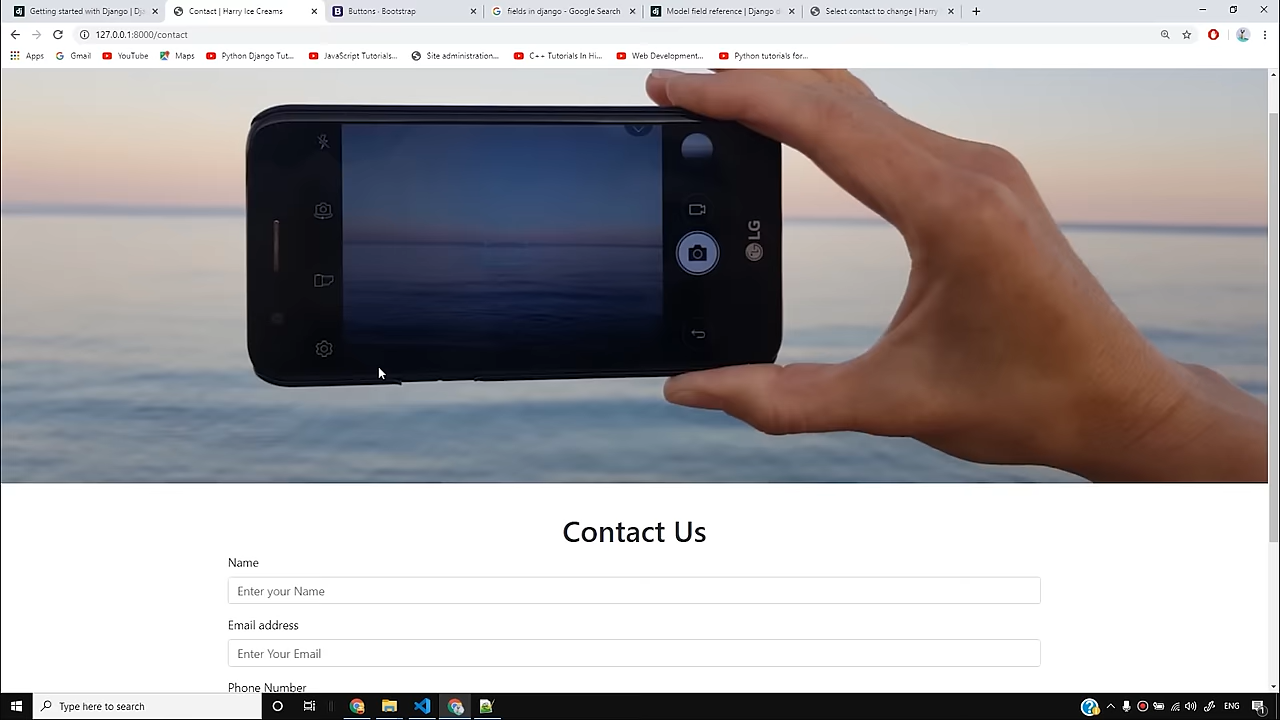 Getting started with Django | Dj
Contact | Harry Ice Creams
Buttons · Bootstrap
fields in django - Google Search
Model field reference | Django d
Select contact to change | Harry
127.0.0.1:8000/contact
Apps
Gmail
YouTube
Maps
Python Django Tut...
JavaScript Tutorials...
Site administration...
C++ Tutorials In Hi...
Web Development...
Python tutorials for...
LG
Contact Us
Name
Enter your Name
Email address
Enter Your Email
Phone Number
Type here to search
ENG